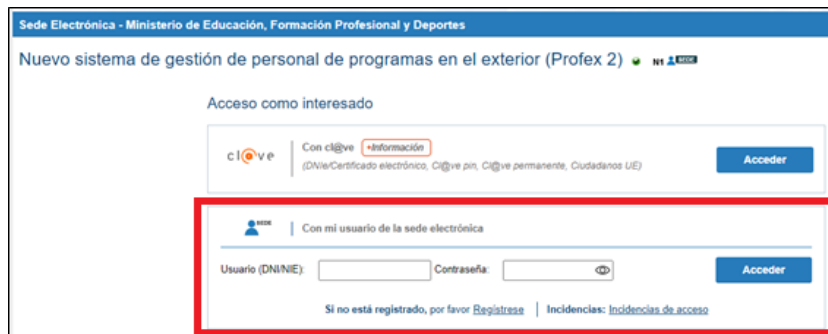 Sede Electrónica - Ministerio de Educación, Formación Profesional y Deportes
Nuevo sistema de gestión de personal de programas en el exterior (Profex 2) N1 SEDE
Acceso como interesado
cl@ve
Con cl@ve +Información
(DNIe/Certificado electrónico, Cl@ve pin, Cl@ve permanente, Ciudadanos UE)
Acceder
SEDE
Con mi usuario de la sede electrónica
Usuario (DNI/NIE): Contraseña: Acceder
Si no está registrado, por favor Regístrese Incidencias: Incidencias de acceso